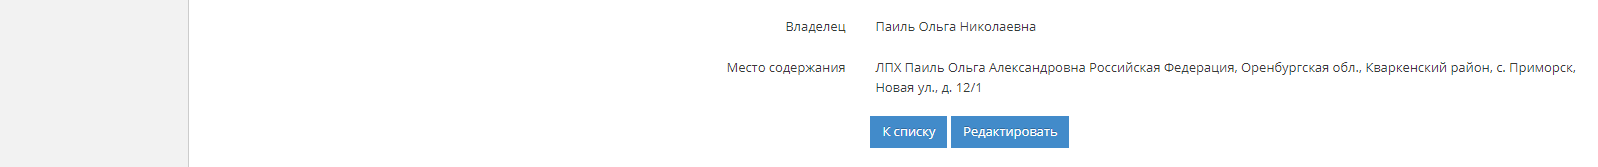 Владелец Паиль Ольга Николаевна
Место содержания ЛПХ Паиль Ольга Александровна Российская Федерация, Оренбургская обл., Кваркенский район, с. Приморск,
Новая ул., д. 12/1
К списку Редактировать